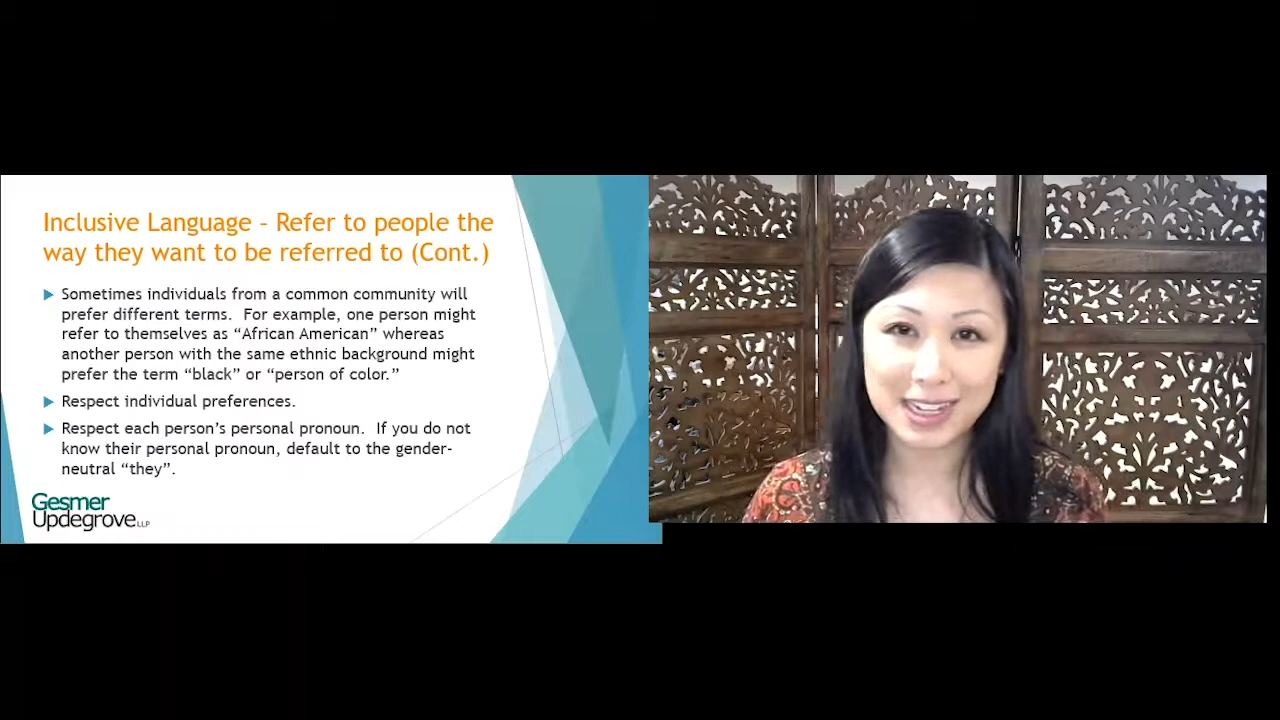 Inclusive Language – Refer to people the
way they want to be referred to (Cont.)
Sometimes individuals from a common community will
prefer different terms.  For example, one person might
refer to themselves as “African American” whereas
another person with the same ethnic background might
prefer the term “black” or “person of color.”
Respect individual preferences.
Respect each person’s personal pronoun.  If you do not
know their personal pronoun, default to the gender-
neutral “they”.
Gesmer
Updegrove LLP